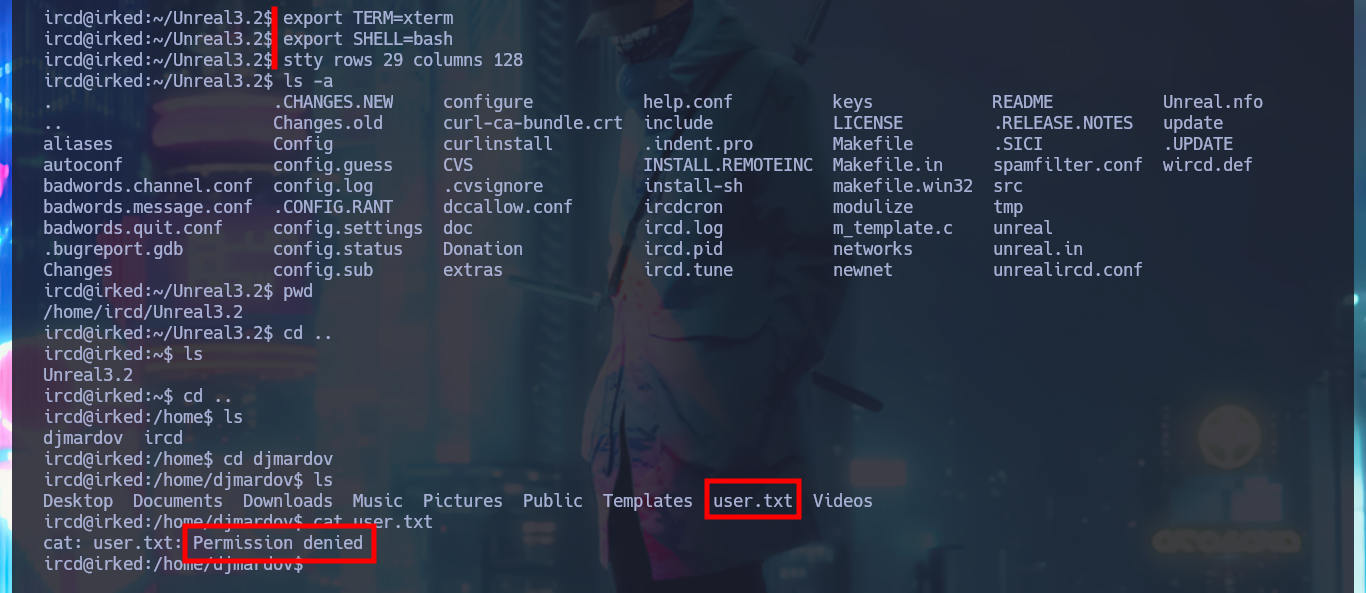 ircd@irked:~/Unreal3.2$ export TERM=xterm
ircd@irked:~/Unreal3.2$ export SHELL=bash
ircd@irked:~/Unreal3.2$ stty rows 29 columns 128
ircd@irked:~/Unreal3.2$ ls -a
. .CHANGES.NEW configure help.conf keys README Unreal.nfo
.. Changes.old curl-ca-bundle.crt include LICENSE .RELEASE.NOTES update
aliases Config curlinstall .indent.pro Makefile .SICI .UPDATE
autoconf config.guess CVS INSTALL.REMOTEINC Makefile.in spamfilter.conf wircd.def
badwords.channel.conf config.log .cvsignore install-sh makefile.win32 src
badwords.message.conf .CONFIG.RANT dccallow.conf ircdcron modulize tmp
badwords.quit.conf config.settings doc ircd.log m_template.c unreal
.bugreport.gdb config.status Donation ircd.pid networks unreal.in
Changes config.sub extras ircd.tune newnet unrealircd.conf
ircd@irked:~/Unreal3.2$ pwd
/home/ircd/Unreal3.2
ircd@irked:~/Unreal3.2$ cd ..
ircd@irked:~$ ls
Unreal3.2
ircd@irked:~$ cd ..
ircd@irked:/home$ ls
djmardov ircd
ircd@irked:/home$ cd djmardov
ircd@irked:/home/djmardov$ ls
Desktop Documents Downloads Music Pictures Public Templates user.txt Videos
ircd@irked:/home/djmardov$ cat user.txt
cat: user.txt: Permission denied
ircd@irked:/home/djmardov$